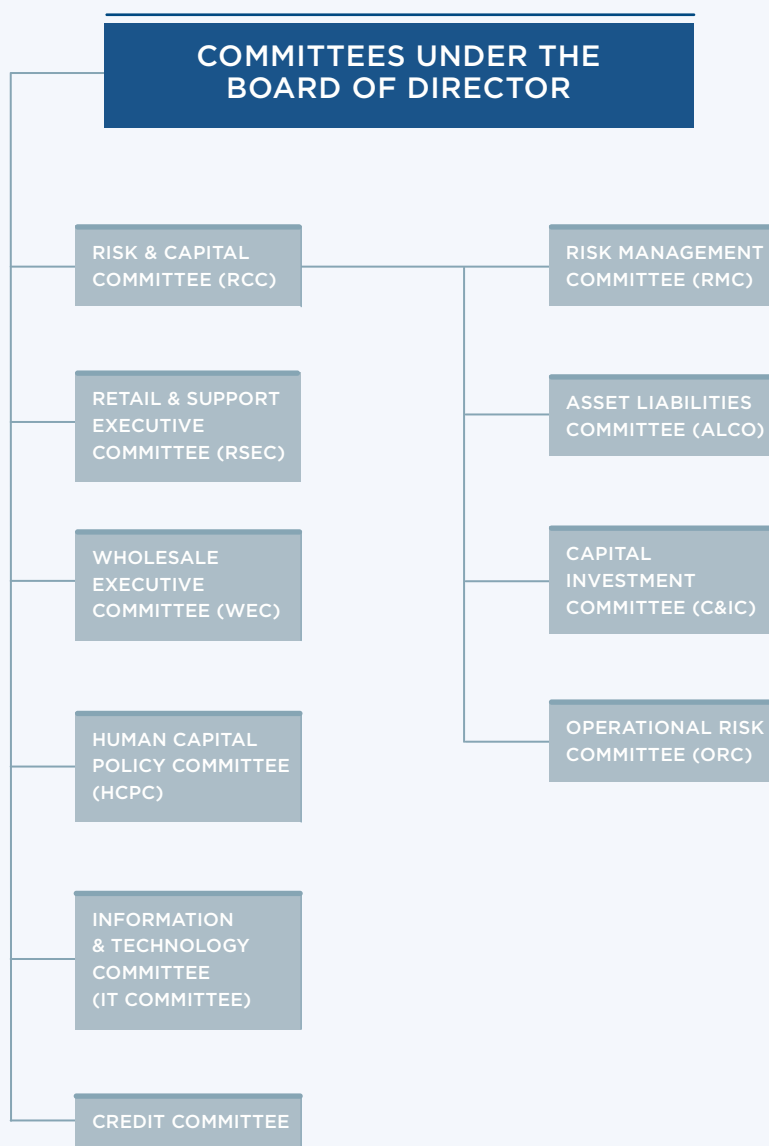 COMMITTEES UNDER THE
BOARD OF DIRECTOR
RISK & CAPITAL
COMMITTEE (RCC)
RISK MANAGEMENT
COMMITTEE (RMC)
RETAIL & SUPPORT
EXECUTIVE
COMMITTEE (RSEC)
ASSET LIABILITIES
COMMITTEE (ALCO)
WHOLESALE
EXECUTIVE
COMMITTEE (WEC)
CAPITAL
INVESTMENT
COMMITTEE (C&IC)
HUMAN CAPITAL
POLICY COMMITTEE
(HCPC)
OPERATIONAL RISK
COMMITTEE (ORC)
INFORMATION
& TECHNOLOGY
COMMITTEE
(IT COMMITTEE)
CREDIT COMMITTEE